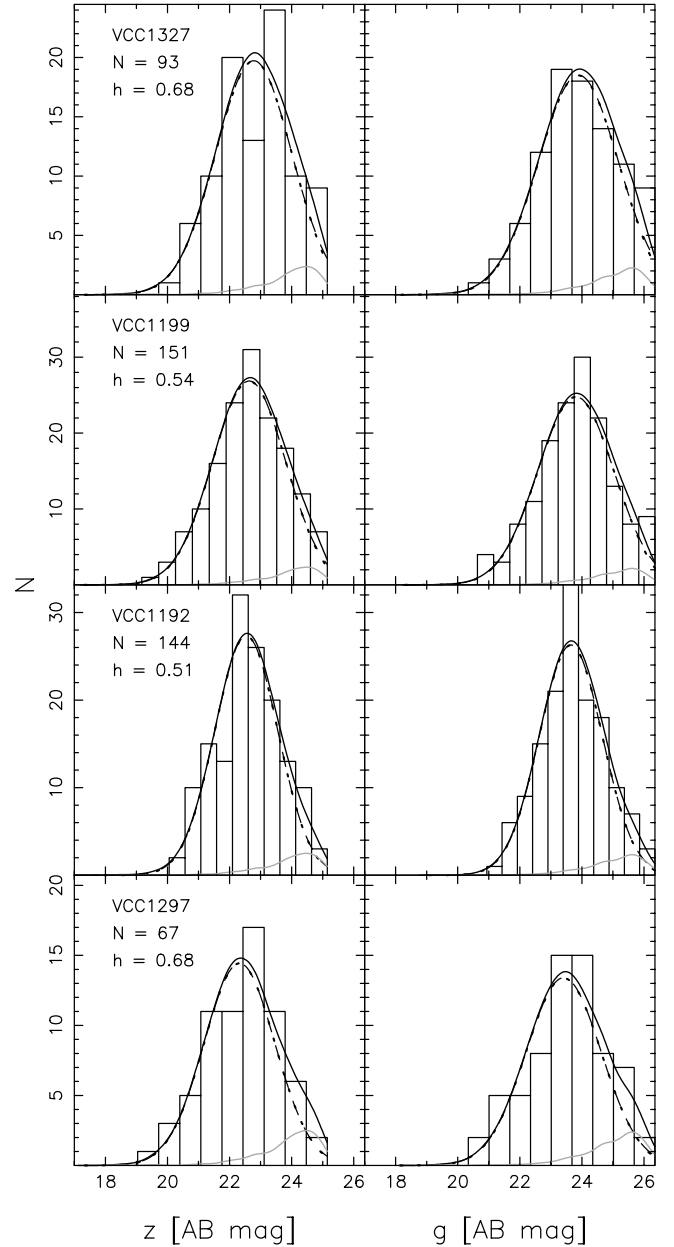 VCC1327
N = 93
h = 0.68
20
15
10
5
VCC1199
N = 151
h = 0.54
30
20
10
N
VCC1192
N = 144
h = 0.51
30
20
10
VCC1297
N = 67
h = 0.68
20
15
10
5
18 20 22 24 26 18 20 22 24 26
z [AB mag] g [AB mag]